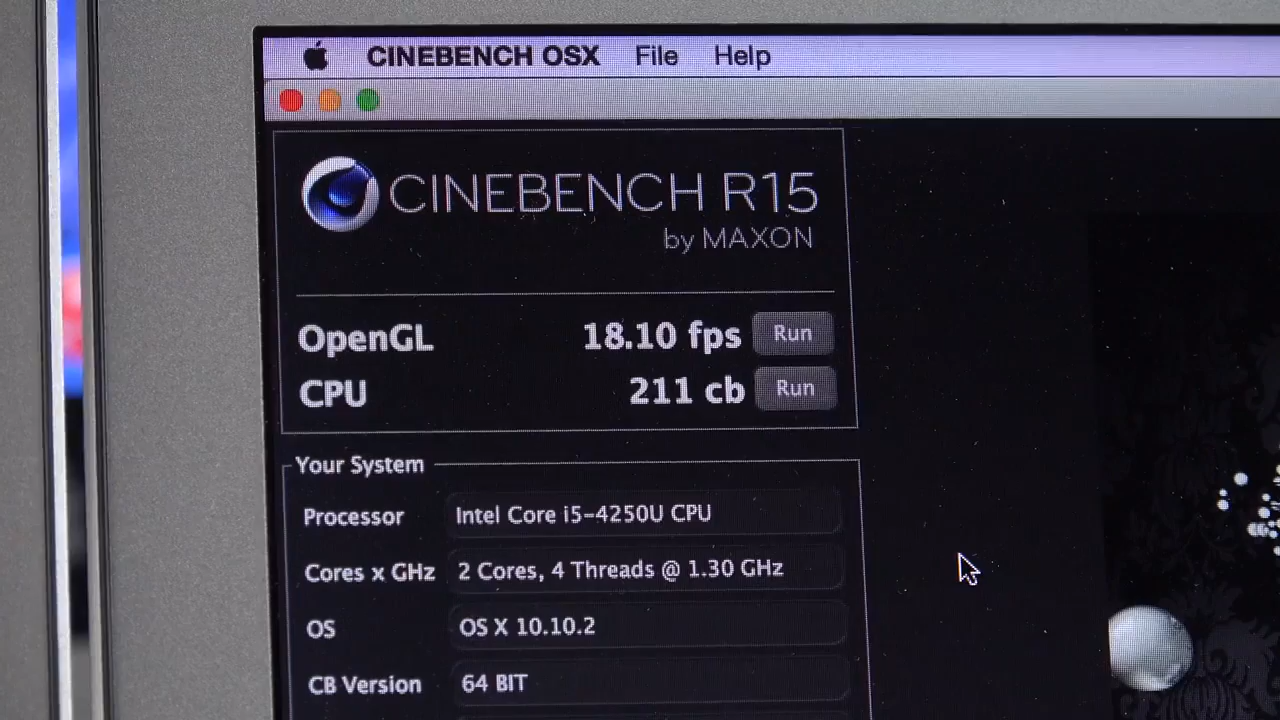 CINEBENCH OSX File Help
CINEBENCH R15
by MAXON
OpenGL 18.10 fps Run
CPU 211 cb Run
Your System
Processor Intel Core i5-4250U CPU
Cores x GHz 2 Cores, 4 Threads @ 1.30 GHz
OS OS X 10.10.2
CB Version 64 BIT